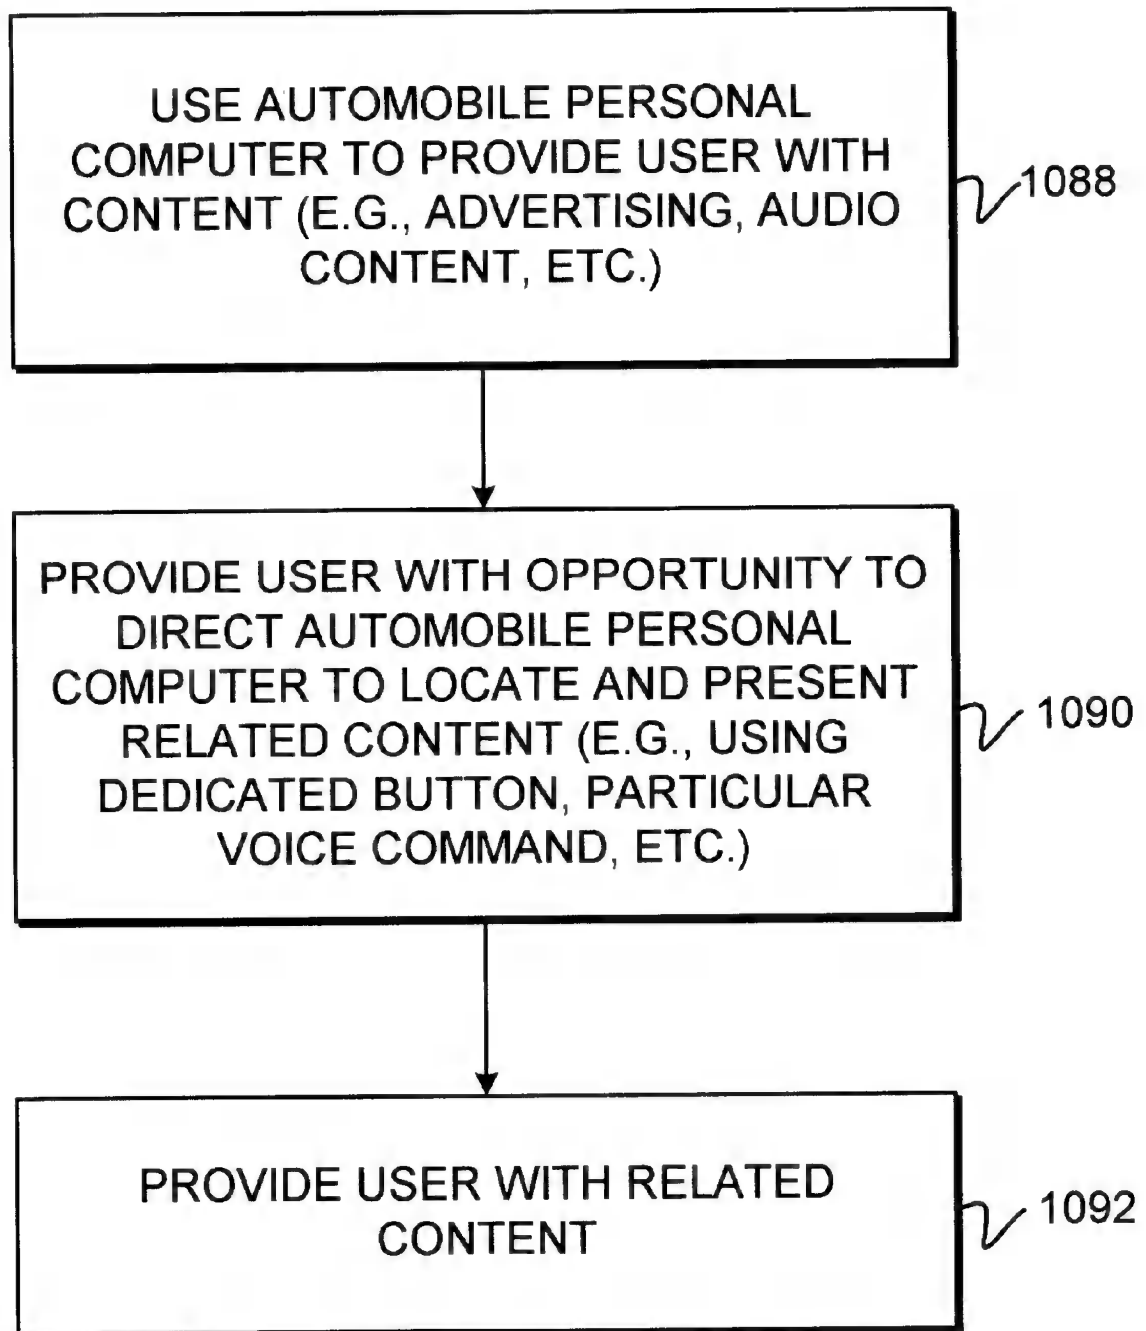 USE AUTOMOBILE PERSONAL
COMPUTER TO PROVIDE USER WITH
CONTENT (E.G., ADVERTISING, AUDIO
CONTENT, ETC.)
1088
PROVIDE USER WITH OPPORTUNITY TO
DIRECT AUTOMOBILE PERSONAL
COMPUTER TO LOCATE AND PRESENT
RELATED CONTENT (E.G., USING
DEDICATED BUTTON, PARTICULAR
VOICE COMMAND, ETC.)
1090
PROVIDE USER WITH RELATED
CONTENT
1092